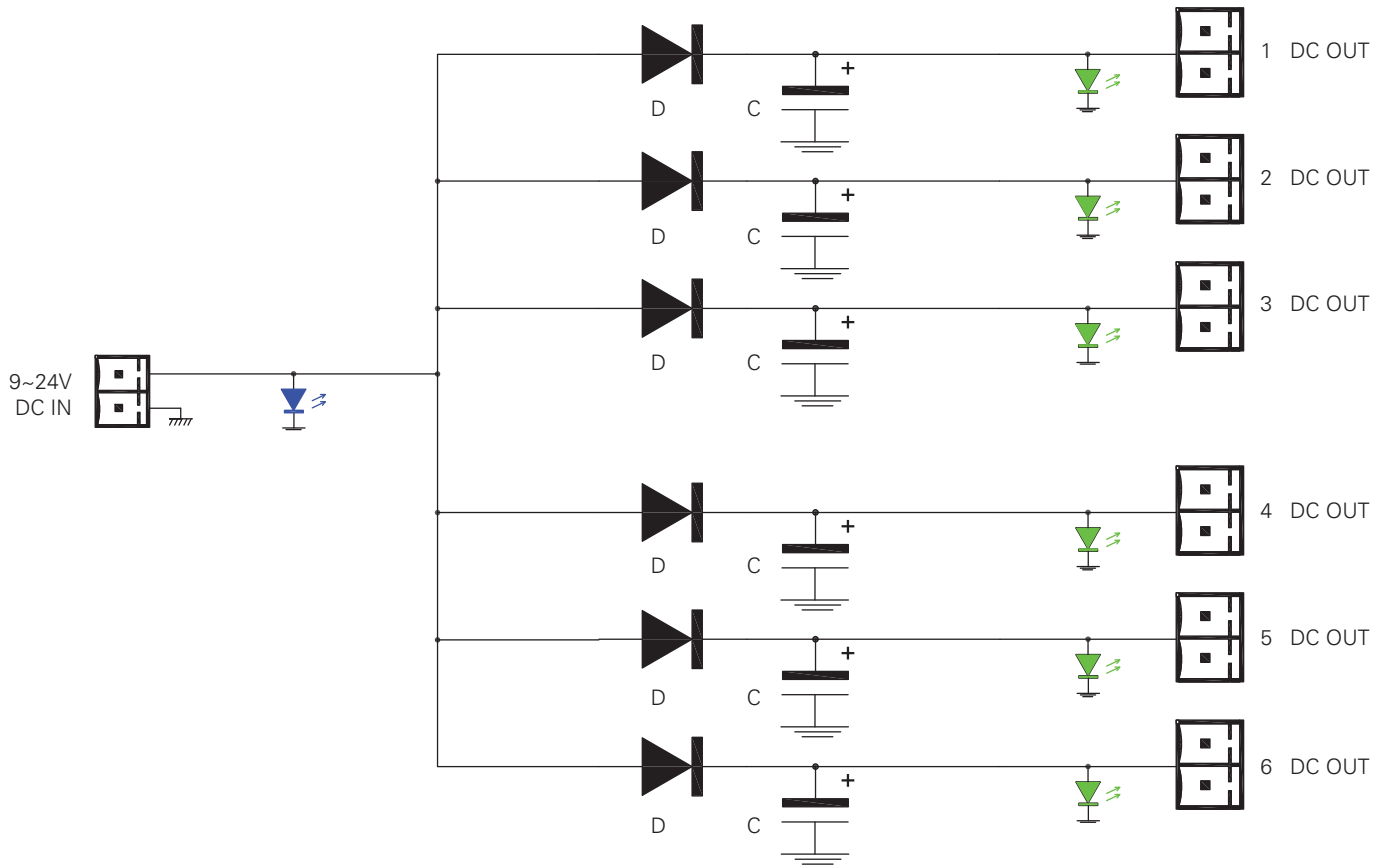 1 DC OUT
+
D C
2 DC OUT
+
D C
3 DC OUT
+
D C
9~24V
DC IN
4 DC OUT
+
D C
5 DC OUT
+
D C
6 DC OUT
+
D C